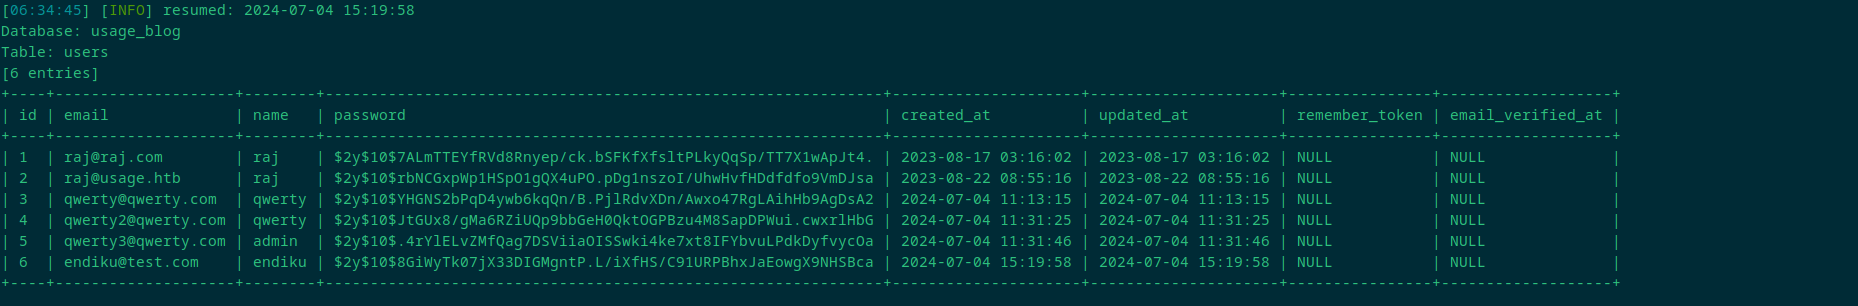 [06:34:45] [INFO] resumed: 2024-07-04 15:19:58
Database: usage_blog
Table: users
[6 entries]
+----+--------------------+--------+--------------------------------------------------------------+---------------------+---------------------+----------------+-------------------+
| id | email              | name   | password                                                     | created_at          | updated_at          | remember_token | email_verified_at |
+----+--------------------+--------+--------------------------------------------------------------+---------------------+---------------------+----------------+-------------------+
| 1  | raj@raj.com        | raj    | $2y$10$7ALmTTEYfRVd8Rnyep/ck.bSFKfXfsltPLkyQqSp/TT7X1wApJt4. | 2023-08-17 03:16:02 | 2023-08-17 03:16:02 | NULL           | NULL              |
| 2  | raj@usage.htb      | raj    | $2y$10$rbNCGxpWp1HSpO1gQX4uPO.pDg1nszoI/UhwHvfHDdfdfo9VmDJsa | 2023-08-22 08:55:16 | 2023-08-22 08:55:16 | NULL           | NULL              |
| 3  | qwerty@qwerty.com  | qwerty | $2y$10$YHGNS2bPqD4ywb6kqQn/B.PjlRdvXDn/Awxo47RgLAihHb9AgDsA2 | 2024-07-04 11:13:15 | 2024-07-04 11:13:15 | NULL           | NULL              |
| 4  | qwerty2@qwerty.com | qwerty | $2y$10$JtGUx8/gMa6RZiUQp9bbGeH0QktOGPBzu4M8SapDPWui.cwxrlHbG | 2024-07-04 11:31:25 | 2024-07-04 11:31:25 | NULL           | NULL              |
| 5  | qwerty3@qwerty.com | admin  | $2y$10$.4rYlELvZMfQag7DSViiaOISSwki4ke7xt8IFYbvuLPdkDyfvycOa | 2024-07-04 11:31:46 | 2024-07-04 11:31:46 | NULL           | NULL              |
| 6  | endiku@test.com    | endiku | $2y$10$8GiWyTk07jX33DIGMgntP.L/iXfHS/C91URPBhxJaEowgX9NHSBca | 2024-07-04 15:19:58 | 2024-07-04 15:19:58 | NULL           | NULL              |
+----+--------------------+--------+--------------------------------------------------------------+---------------------+---------------------+----------------+-------------------+